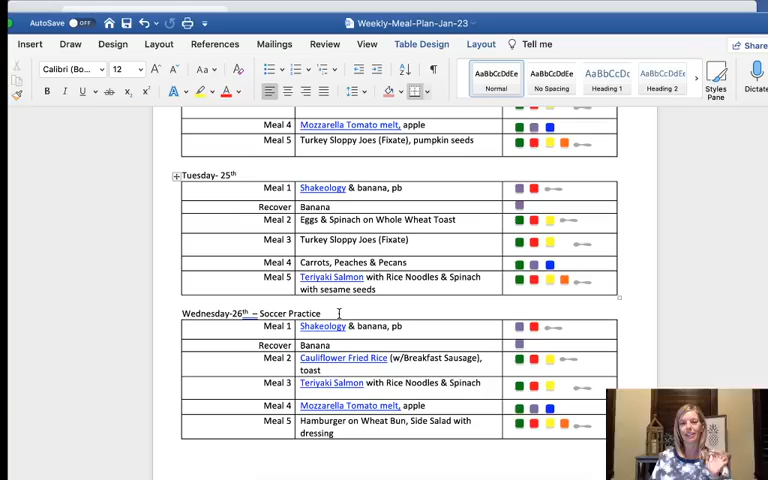 AutoSave OFF
Weekly-Meal-Plan-Jan-23
Insert Draw Design Layout References Mailings Review View Table Design Layout Tell me Share
Calibri (Bo... 12 Aa
AaBbCcDdEe AaBbCcDdEe AaBbCcDc AaBbCcDdEe
Normal No Spacing Heading 1 Heading 2 Styles Pane Dictate
B I U ab x₂ x² A A
Meal 4 Mozzarella Tomato melt, apple
Meal 5 Turkey Sloppy Joes (Fixate), pumpkin seeds
Tuesday- 25th
Meal 1 Shakeology & banana, pb
Recover Banana
Meal 2 Eggs & Spinach on Whole Wheat Toast
Meal 3 Turkey Sloppy Joes (Fixate)
Meal 4 Carrots, Peaches & Pecans
Meal 5 Teriyaki Salmon with Rice Noodles & Spinach
with sesame seeds
Wednesday-26th – Soccer Practice
Meal 1 Shakeology & banana, pb
Recover Banana
Meal 2 Cauliflower Fried Rice (w/Breakfast Sausage),
toast
Meal 3 Teriyaki Salmon with Rice Noodles & Spinach
Meal 4 Mozzarella Tomato melt, apple
Meal 5 Hamburger on Wheat Bun, Side Salad with
dressing